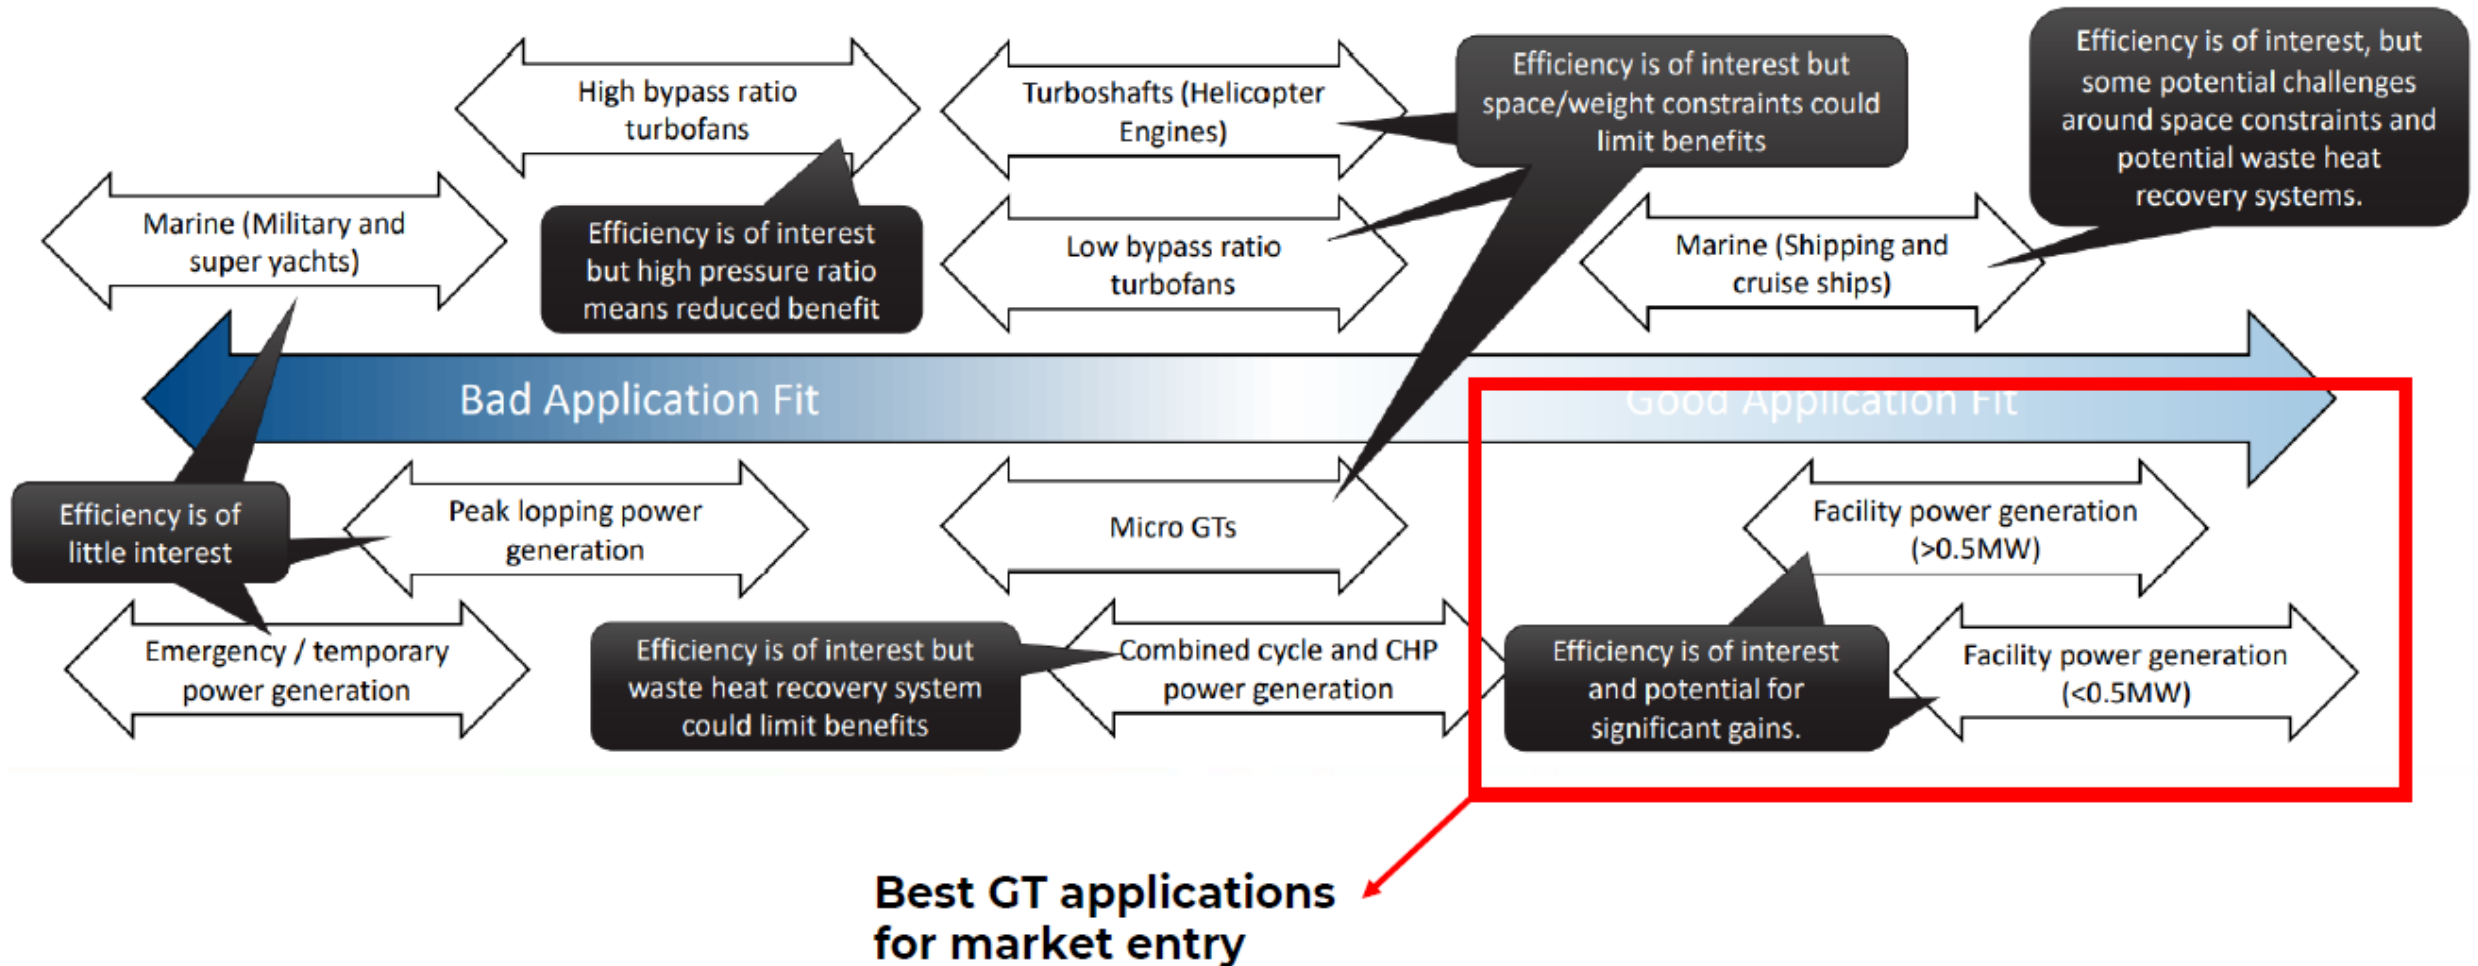 High bypass ratio
turbofans
Turboshafts (Helicopter
Engines)
Efficiency is of interest but
space/weight constraints could
limit benefits
Efficiency is of interest, but
some potential challenges
around space constraints and
potential waste heat
recovery systems.
Marine (Military and
super yachts)
Efficiency is of interest
but high pressure ratio
means reduced benefit
Low bypass ratio
turbofans
Marine (Shipping and
cruise ships)
Bad Application Fit
Good Application Fit
Efficiency is of
little interest
Peak lopping power
generation
Micro GTs
Facility power generation
(>0.5MW)
Emergency / temporary
power generation
Efficiency is of interest but
waste heat recovery system
could limit benefits
Combined cycle and CHP
power generation
Efficiency is of interest
and potential for
significant gains.
Facility power generation
(<0.5MW)
Best GT applications
for market entry